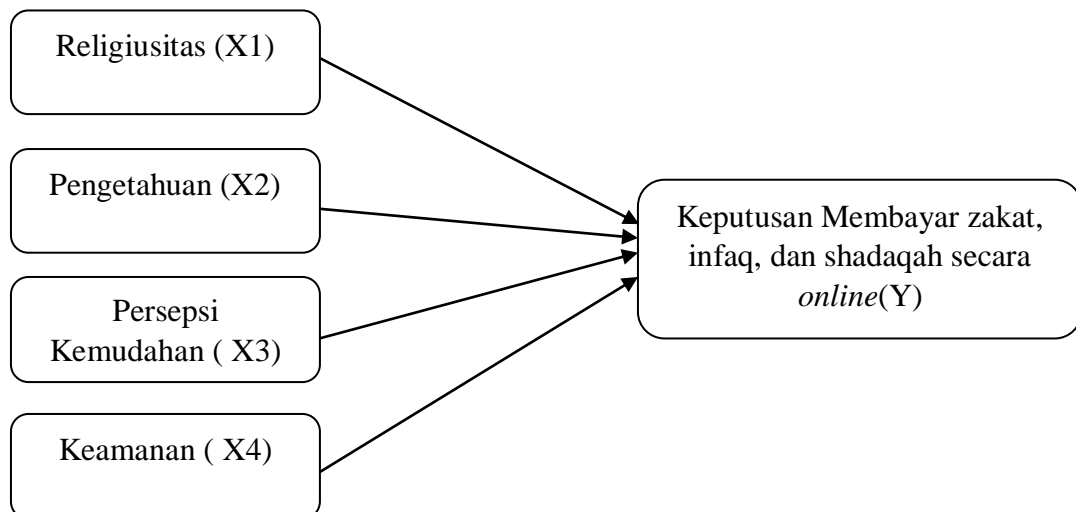 Religiusitas (X1)
Pengetahuan (X2)
Persepsi
Kemudahan ( X3)
Keamanan ( X4)
Keputusan Membayar zakat,
infaq, dan shadaqah secara
online(Y)